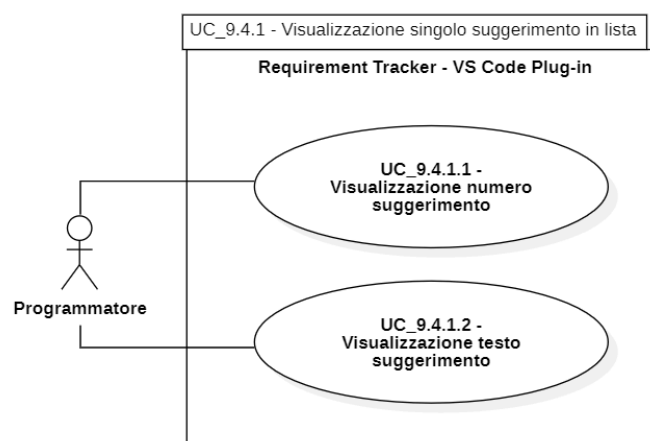 UC_9.4.1 - Visualizzazione singolo suggerimento in lista
Requirement Tracker - VS Code Plug-in
UC_9.4.1.1 -
Visualizzazione numero
suggerimento
Programmatore
UC_9.4.1.2 -
Visualizzazione testo
suggerimento